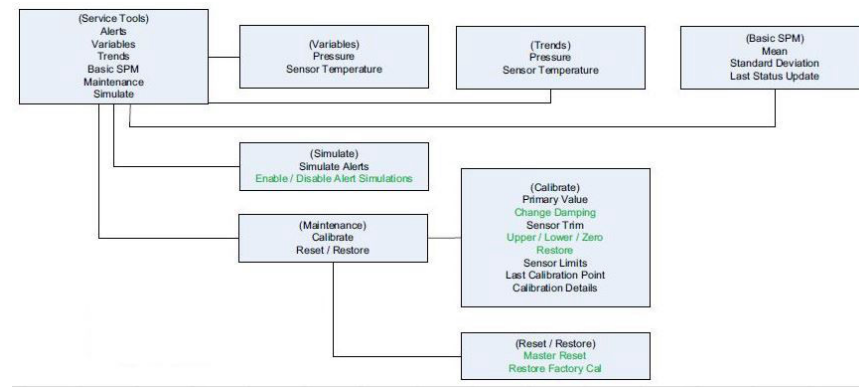 (Service Tools)
Alerts
Variables
Trends
Basic SPM
Maintenance
Simulate
(Variables)
Pressure
Sensor Temperature
(Trends)
Pressure
Sensor Temperature
(Basic SPM)
Mean
Standard Deviation
Last Status Update
(Simulate)
Simulate Alerts
Enable / Disable Alert Simulations
(Maintenance)
Calibrate
Reset / Restore
(Calibrate)
Primary Value
Change Damping
Sensor Trim
Upper / Lower / Zero
Restore
Sensor Limits
Last Calibration Point
Calibration Details
(Reset / Restore)
Master Reset
Restore Factory Cal